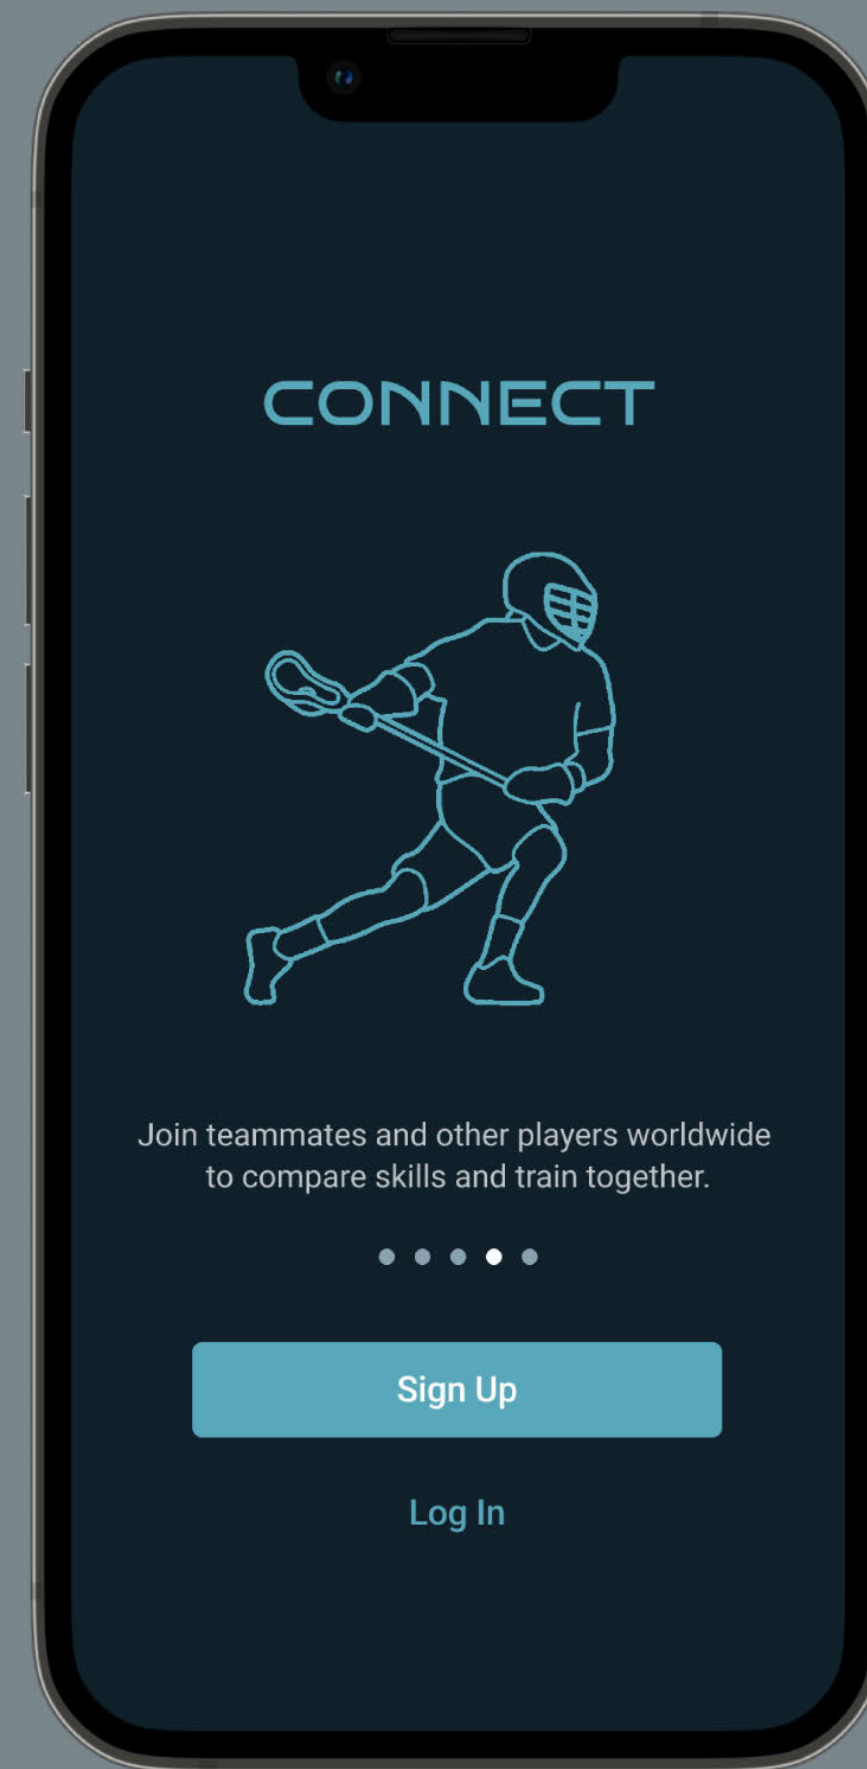 CONNECT
Join teammates and other players worldwide
to compare skills and train together.
Sign Up
Log In